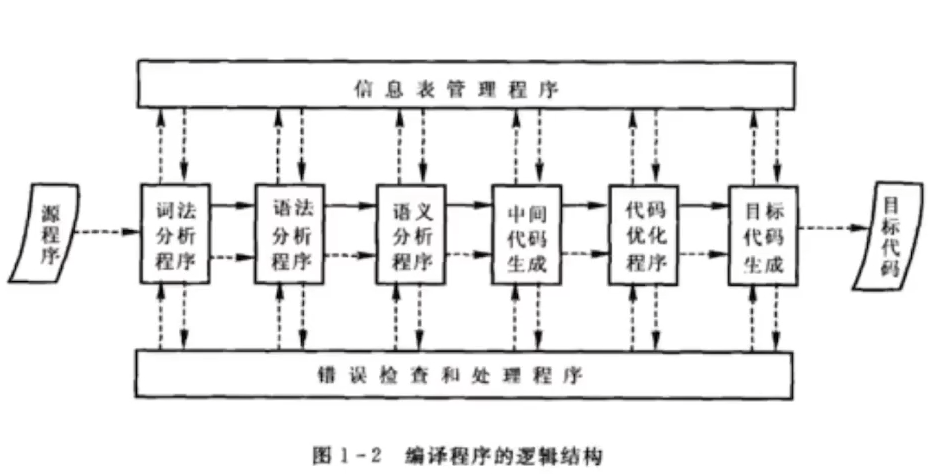 信息表管理程序
源程序
词法
分析
程序
语法
分析
程序
语义
分析
程序
中间
代码
生成
代码
优化
程序
目标
代码
生成
目标代码
错误检查和处理程序
图1-2 编译程序的逻辑结构